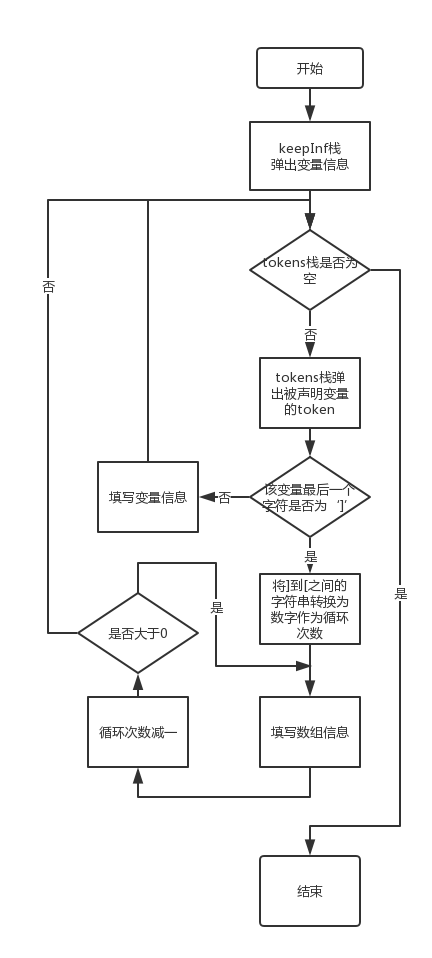 开始
keepInf栈
弹出变量信息
tokens栈是否为
空
否
否
tokens栈弹
出被声明变量
的token
该变量最后一个
字符是否为‘]’
否
填写变量信息
是
将]到[之间的
字符串转换为
数字作为循环
次数
是
是
是否大于0
循环次数减一
填写数组信息
结束